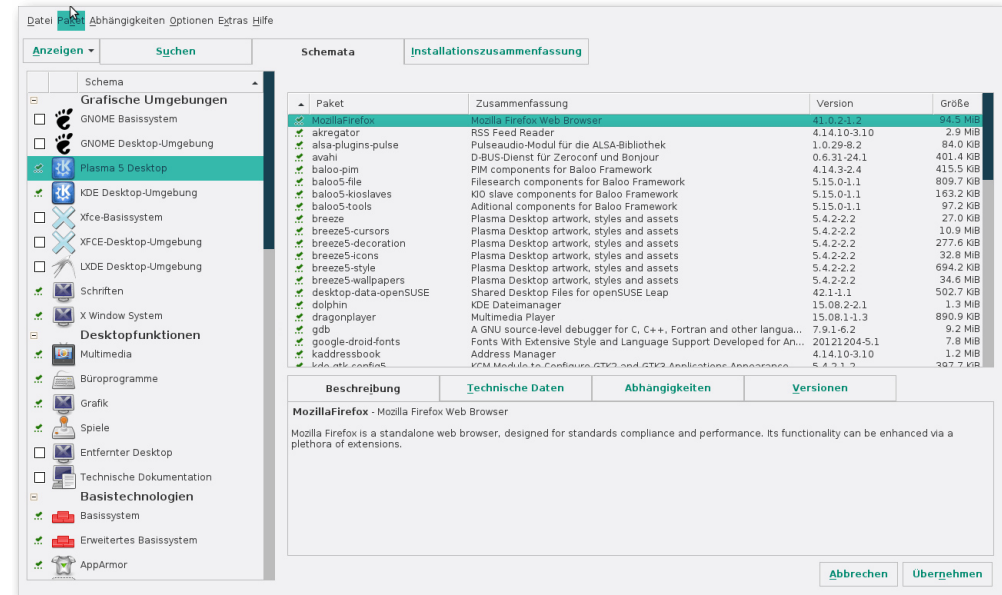 Datei Paket Abhängigkeiten Optionen Extras Hilfe
Anzeigen Suchen Schemata Installationszusammenfassung
Schema
Grafische Umgebungen
GNOME Basissystem
GNOME Desktop-Umgebung
Plasma 5 Desktop
KDE Desktop-Umgebung
Xfce-Basissystem
XFCE-Desktop-Umgebung
LXDE Desktop-Umgebung
Schriften
X Window System
Desktopfunktionen
Multimedia
Büroprogramme
Grafik
Spiele
Entfernter Desktop
Technische Dokumentation
Basistechnologien
Basissystem
Erweitertes Basissystem
AppArmor
Paket Zusammenfassung Version Größe
MozillaFirefox Mozilla Firefox Web Browser 41.0.2-1.2 94.5 MiB
akregator RSS Feed Reader 4.14.10-3.10 2.9 MiB
alsa-plugins-pulse Pulseaudio-Modul für die ALSA-Bibliothek 1.0.29-8.2 84.0 KiB
avahi D-BUS-Dienst für Zeroconf und Bonjour 0.6.31-24.1 401.4 KiB
baloo-pim PIM components for Baloo Framework 4.14.3-2.4 415.5 KiB
baloo5-file Filesearch components for Baloo Framework 5.15.0-1.1 809.7 KiB
baloo5-kioslaves KIO slave components for Baloo Framework 5.15.0-1.1 163.2 KiB
baloo5-tools Aditional components for Baloo Framework 5.15.0-1.1 97.2 KiB
breeze Plasma Desktop artwork, styles and assets 5.4.2-2.2 27.0 KiB
breeze5-cursors Plasma Desktop artwork, styles and assets 5.4.2-2.2 10.9 MiB
breeze5-decoration Plasma Desktop artwork, styles and assets 5.4.2-2.2 277.6 KiB
breeze5-icons Plasma Desktop artwork, styles and assets 5.4.2-2.2 32.8 MiB
breeze5-style Plasma Desktop artwork, styles and assets 5.4.2-2.2 694.2 KiB
breeze5-wallpapers Plasma Desktop artwork, styles and assets 5.4.2-2.2 34.6 MiB
desktop-data-openSUSE Shared Desktop Files for openSUSE Leap 42.1-1.1 502.7 KiB
dolphin KDE Dateimanager 15.08.2-2.1 1.3 MiB
dragonplayer Multimedia Player 15.08.1-1.3 890.9 KiB
gdb A GNU source-level debugger for C, C++, Fortran and other langua... 7.9.1-6.2 9.2 MiB
google-droid-fonts Fonts With Extensive Style and Language Support Developed for An... 20121204-5.1 7.8 MiB
kaddressbook Address Manager 4.14.10-3.10 1.2 MiB
kde-gtk-config5 KCM Module to Configure GTK2 and GTK3 Applications Appearance 5.4.2-1.2 397.7 KiB
Beschreibung Technische Daten Abhängigkeiten Versionen
MozillaFirefox - Mozilla Firefox Web Browser
Mozilla Firefox is a standalone web browser, designed for standards compliance and performance. Its functionality can be enhanced via a
plethora of extensions.
Abbrechen Übernehmen